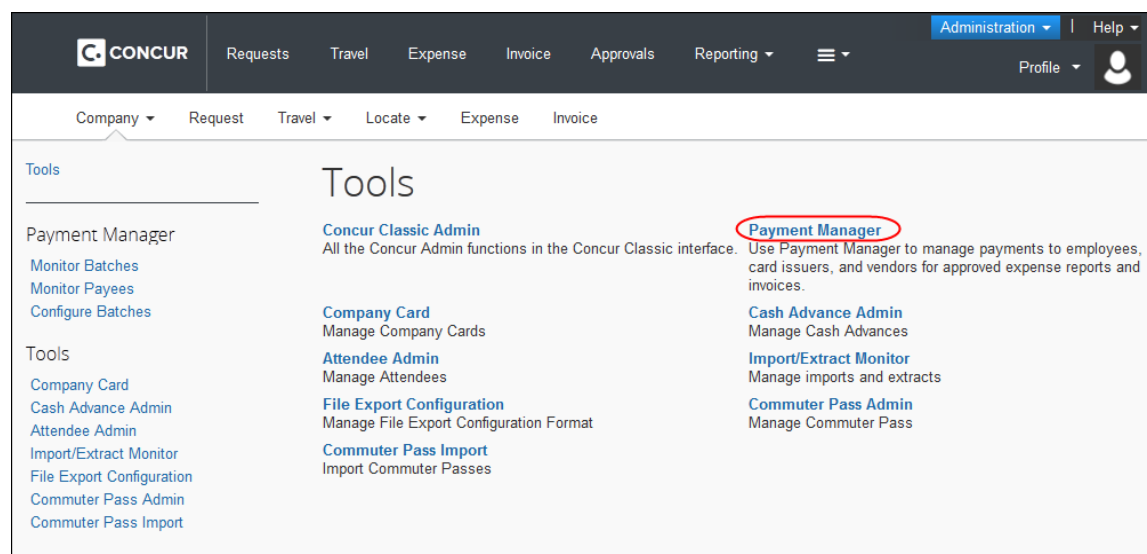 Administration | Help
C. CONCUR Requests Travel Expense Invoice Approvals Reporting
Profile
Company Request Travel Locate Expense Invoice
Tools
Payment Manager
Monitor Batches
Monitor Payees
Configure Batches
Tools
Company Card
Cash Advance Admin
Attendee Admin
Import/Extract Monitor
File Export Configuration
Commuter Pass Admin
Commuter Pass Import
Tools
Concur Classic Admin
All the Concur Admin functions in the Concur Classic interface.
Payment Manager
Use Payment Manager to manage payments to employees,
card issuers, and vendors for approved expense reports and
invoices.
Company Card
Manage Company Cards
Cash Advance Admin
Manage Cash Advances
Attendee Admin
Manage Attendees
Import/Extract Monitor
Manage imports and extracts
File Export Configuration
Manage File Export Configuration Format
Commuter Pass Admin
Manage Commuter Pass
Commuter Pass Import
Import Commuter Passes